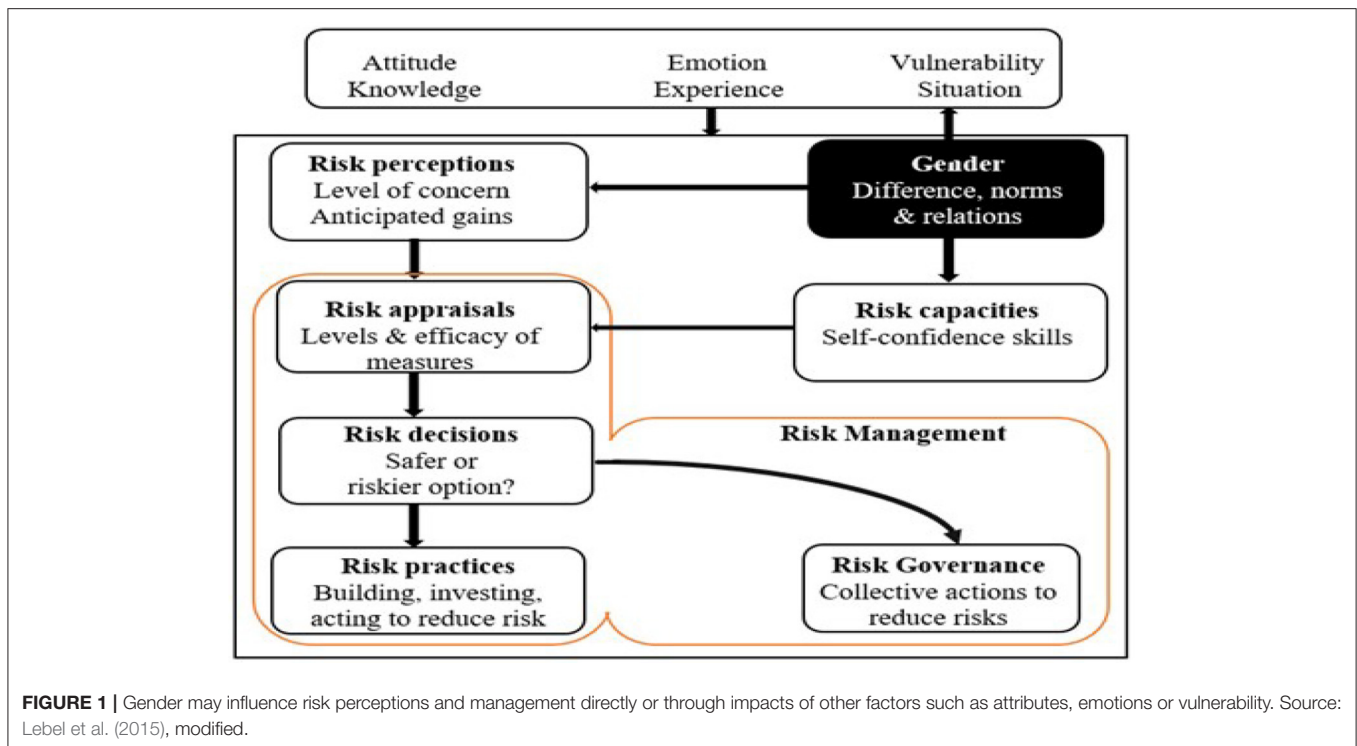 Attitude Emotion Vulnerability
Knowledge Experience Situation
Risk perceptions
Level of concern
Anticipated gains
Gender
Difference, norms
& relations
Risk appraisals
Levels & efficacy of
measures
Risk capacities
Self-confidence skills
Risk decisions
Safer or
riskier option?
Risk Management
Risk practices
Building, investing,
acting to reduce risk
Risk Governance
Collective actions to
reduce risks
FIGURE 1 | Gender may influence risk perceptions and management directly or through impacts of other factors such as attributes, emotions or vulnerability. Source:
Lebel et al. (2015), modified.